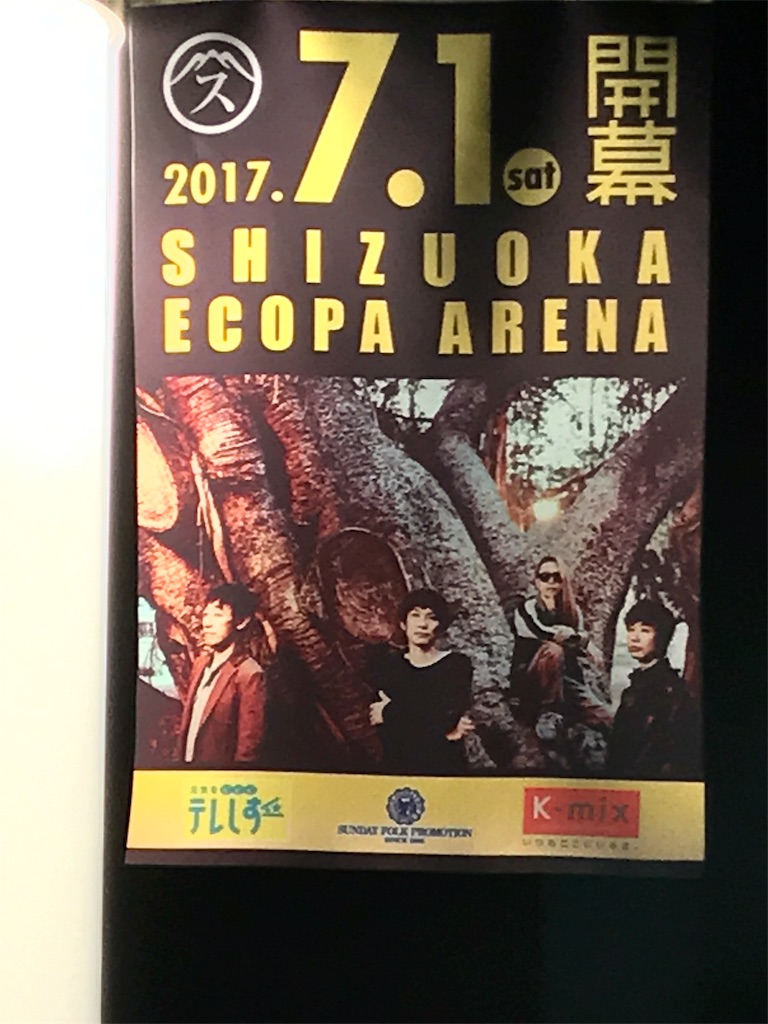 ス
2017.7.1.sat
開幕
SHIZUOKA
ECOPA ARENA
テレしず
SUNDAY FOLK PROMOTION
K-mix